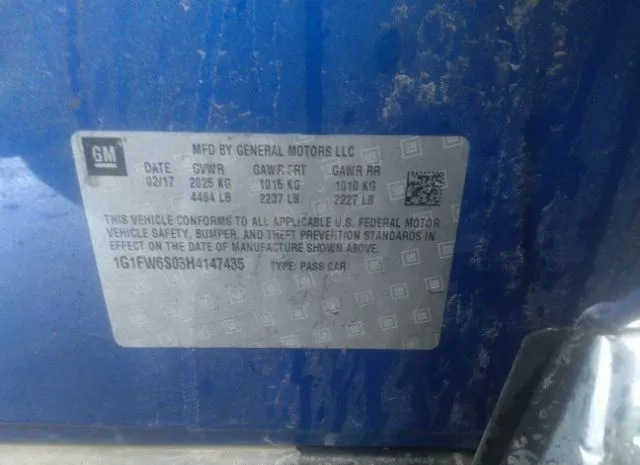 GM
MFD BY GENERAL MOTORS LLC
DATE GVWR GAWR FRT GAWR RR
02/17 2025 KG 1015 KG 1010 KG
4464 LB 2237 LB 2227 LB
THIS VEHICLE CONFORMS TO ALL APPLICABLE U.S. FEDERAL MOTOR
VEHICLE SAFETY, BUMPER, AND THEFT PREVENTION STANDARDS
IN EFFECT ON THE DATE OF MANUFACTURE SHOWN ABOVE.
1G1FW6S03H4147435 TYPE: PASS CAR